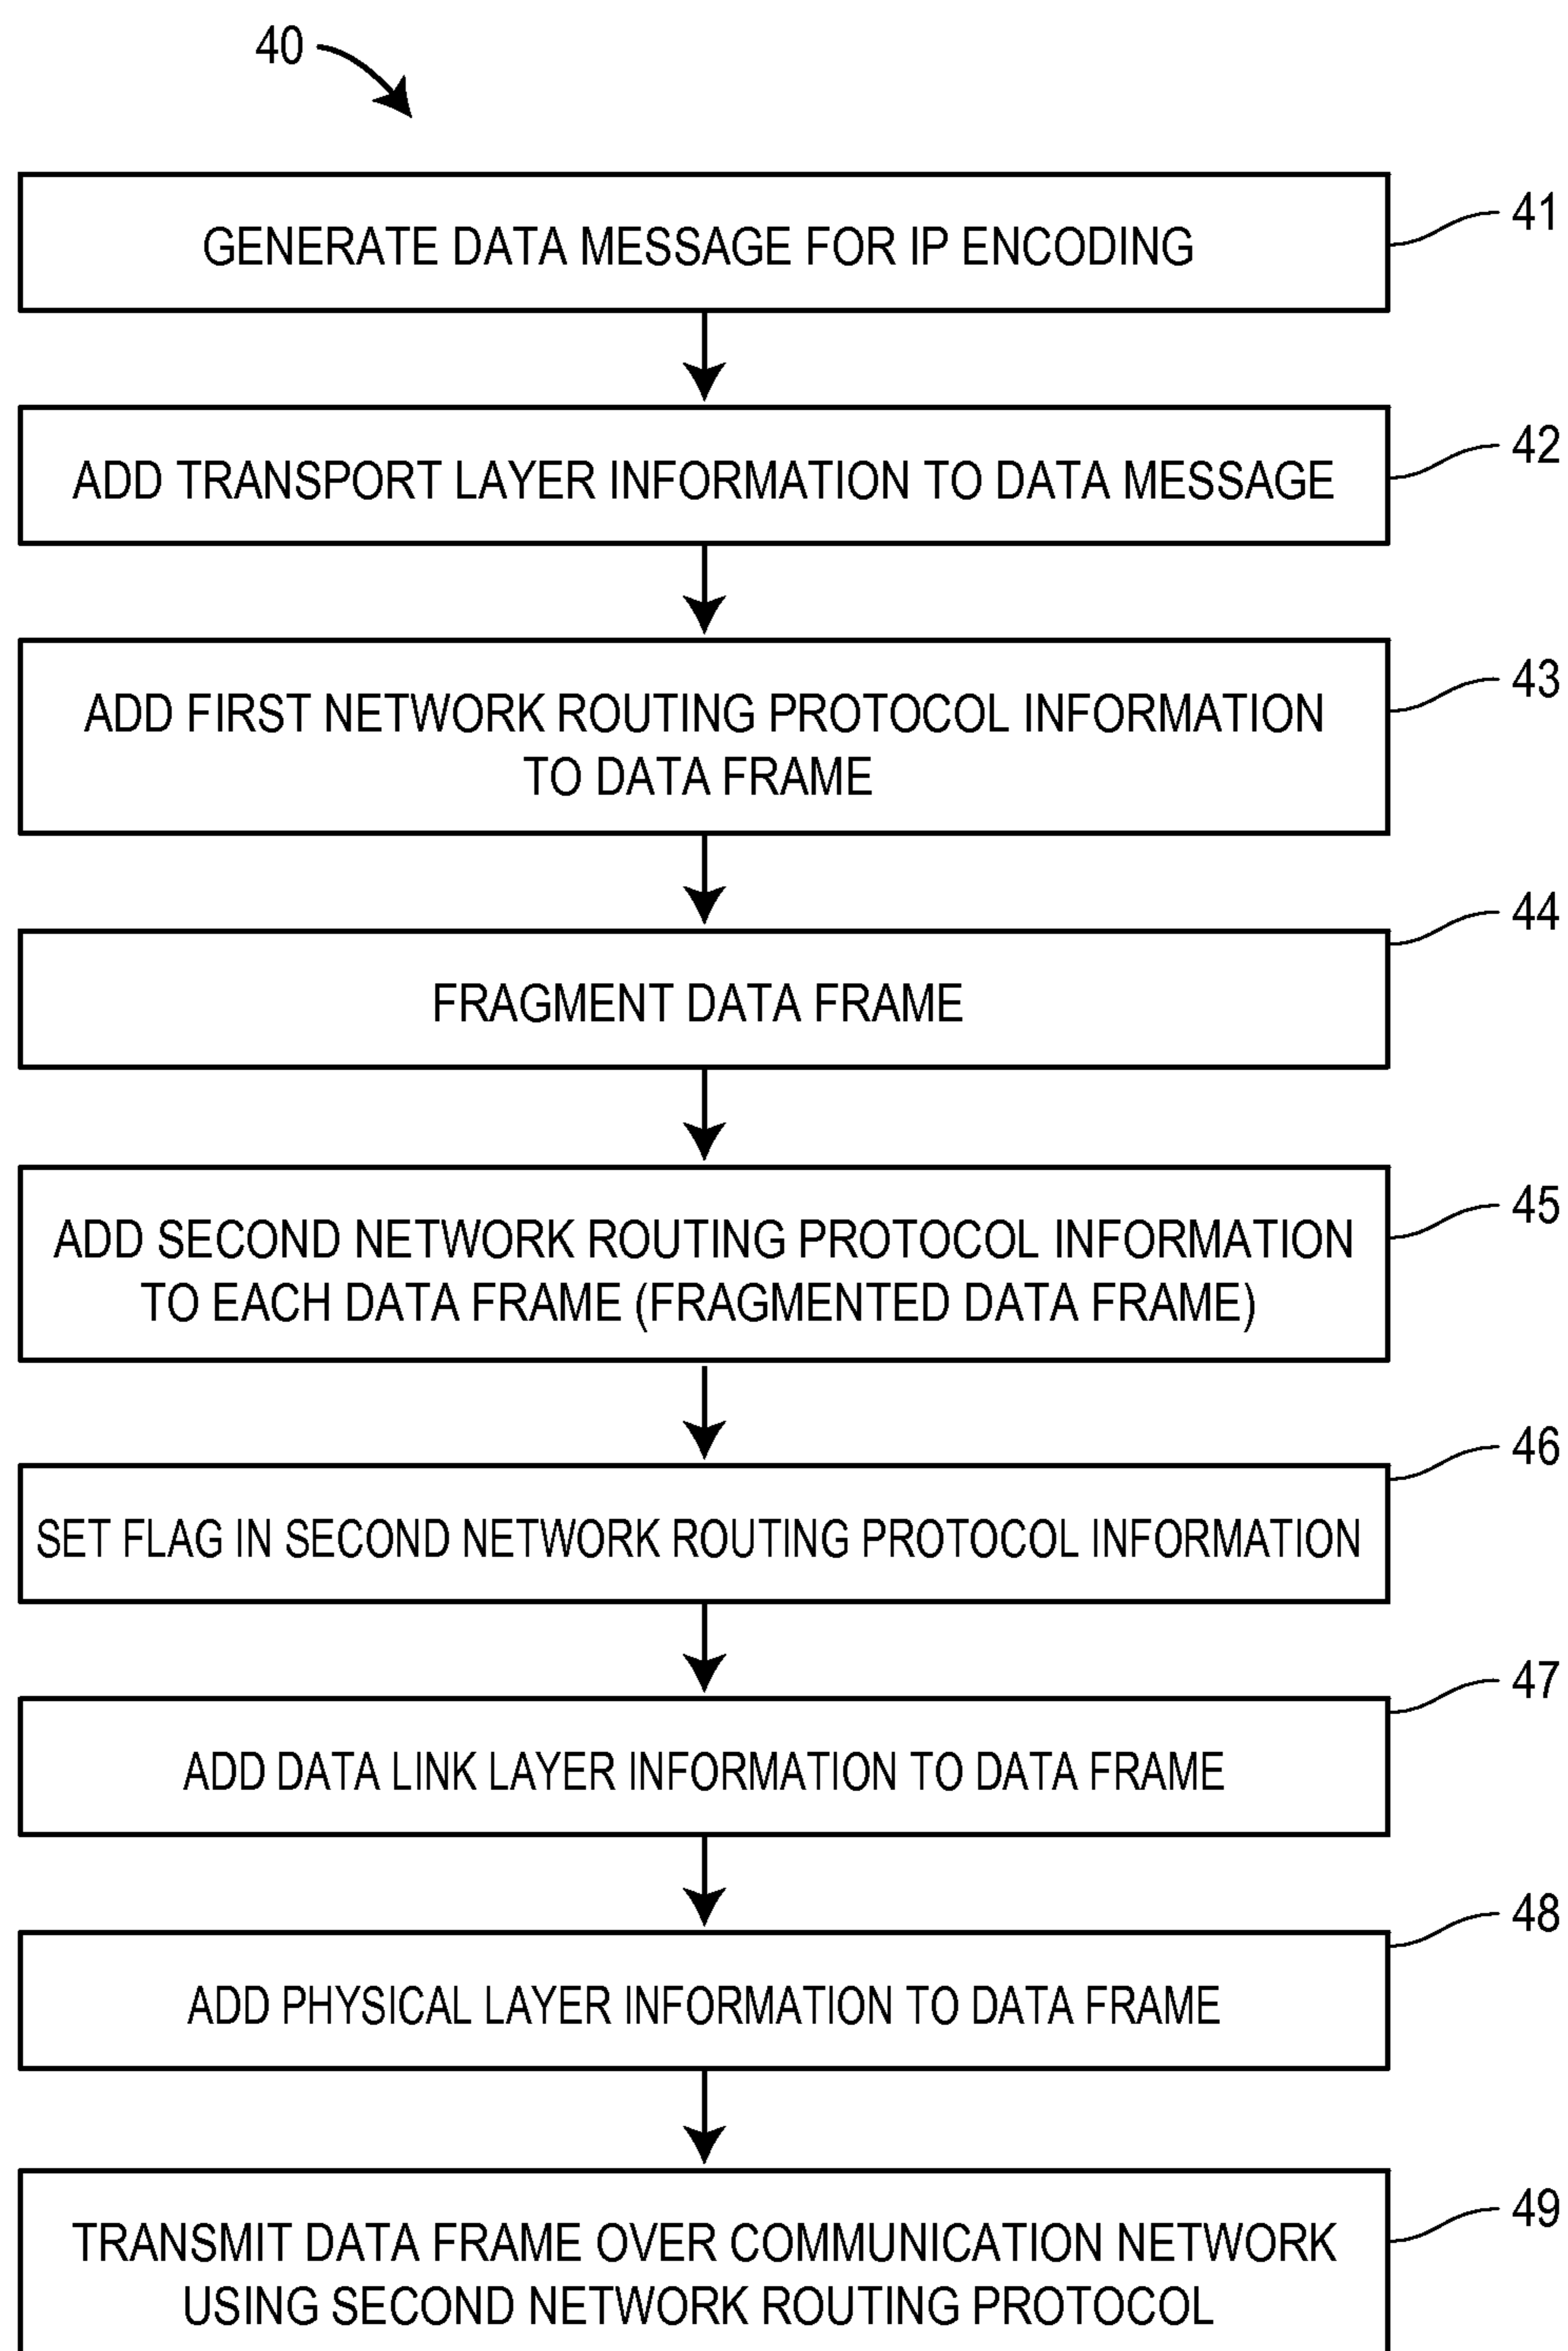 40
GENERATE DATA MESSAGE FOR IP ENCODING
41
ADD TRANSPORT LAYER INFORMATION TO DATA MESSAGE
42
ADD FIRST NETWORK ROUTING PROTOCOL INFORMATION
TO DATA FRAME
43
FRAGMENT DATA FRAME
44
ADD SECOND NETWORK ROUTING PROTOCOL INFORMATION
TO EACH DATA FRAME (FRAGMENTED DATA FRAME)
45
SET FLAG IN SECOND NETWORK ROUTING PROTOCOL INFORMATION
46
ADD DATA LINK LAYER INFORMATION TO DATA FRAME
47
ADD PHYSICAL LAYER INFORMATION TO DATA FRAME
48
TRANSMIT DATA FRAME OVER COMMUNICATION NETWORK
USING SECOND NETWORK ROUTING PROTOCOL
49